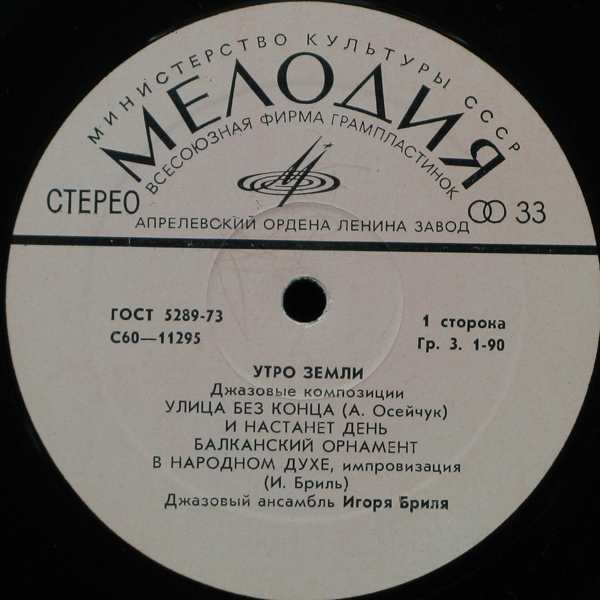 МИНИСТЕРСТВО КУЛЬТУРЫ СССР
МЕЛОДИЯ
ВСЕСОЮЗНАЯ ФИРМА ГРАМПЛАСТИНОК
СТЕРЕО
33
АПРЕЛЕВСКИЙ ОРДЕНА ЛЕНИНА ЗАВОД
ГОСТ 5289-73
С60—11295
1 сторона
Гр. 3. 1-90
УТРО ЗЕМЛИ
Джазовые композиции
УЛИЦА БЕЗ КОНЦА (А. Осейчук)
И НАСТАНЕТ ДЕНЬ
БАЛКАНСКИЙ ОРНАМЕНТ
В НАРОДНОМ ДУХЕ, импровизация
(И. Бриль)
Джазовый ансамбль Игоря Бриля